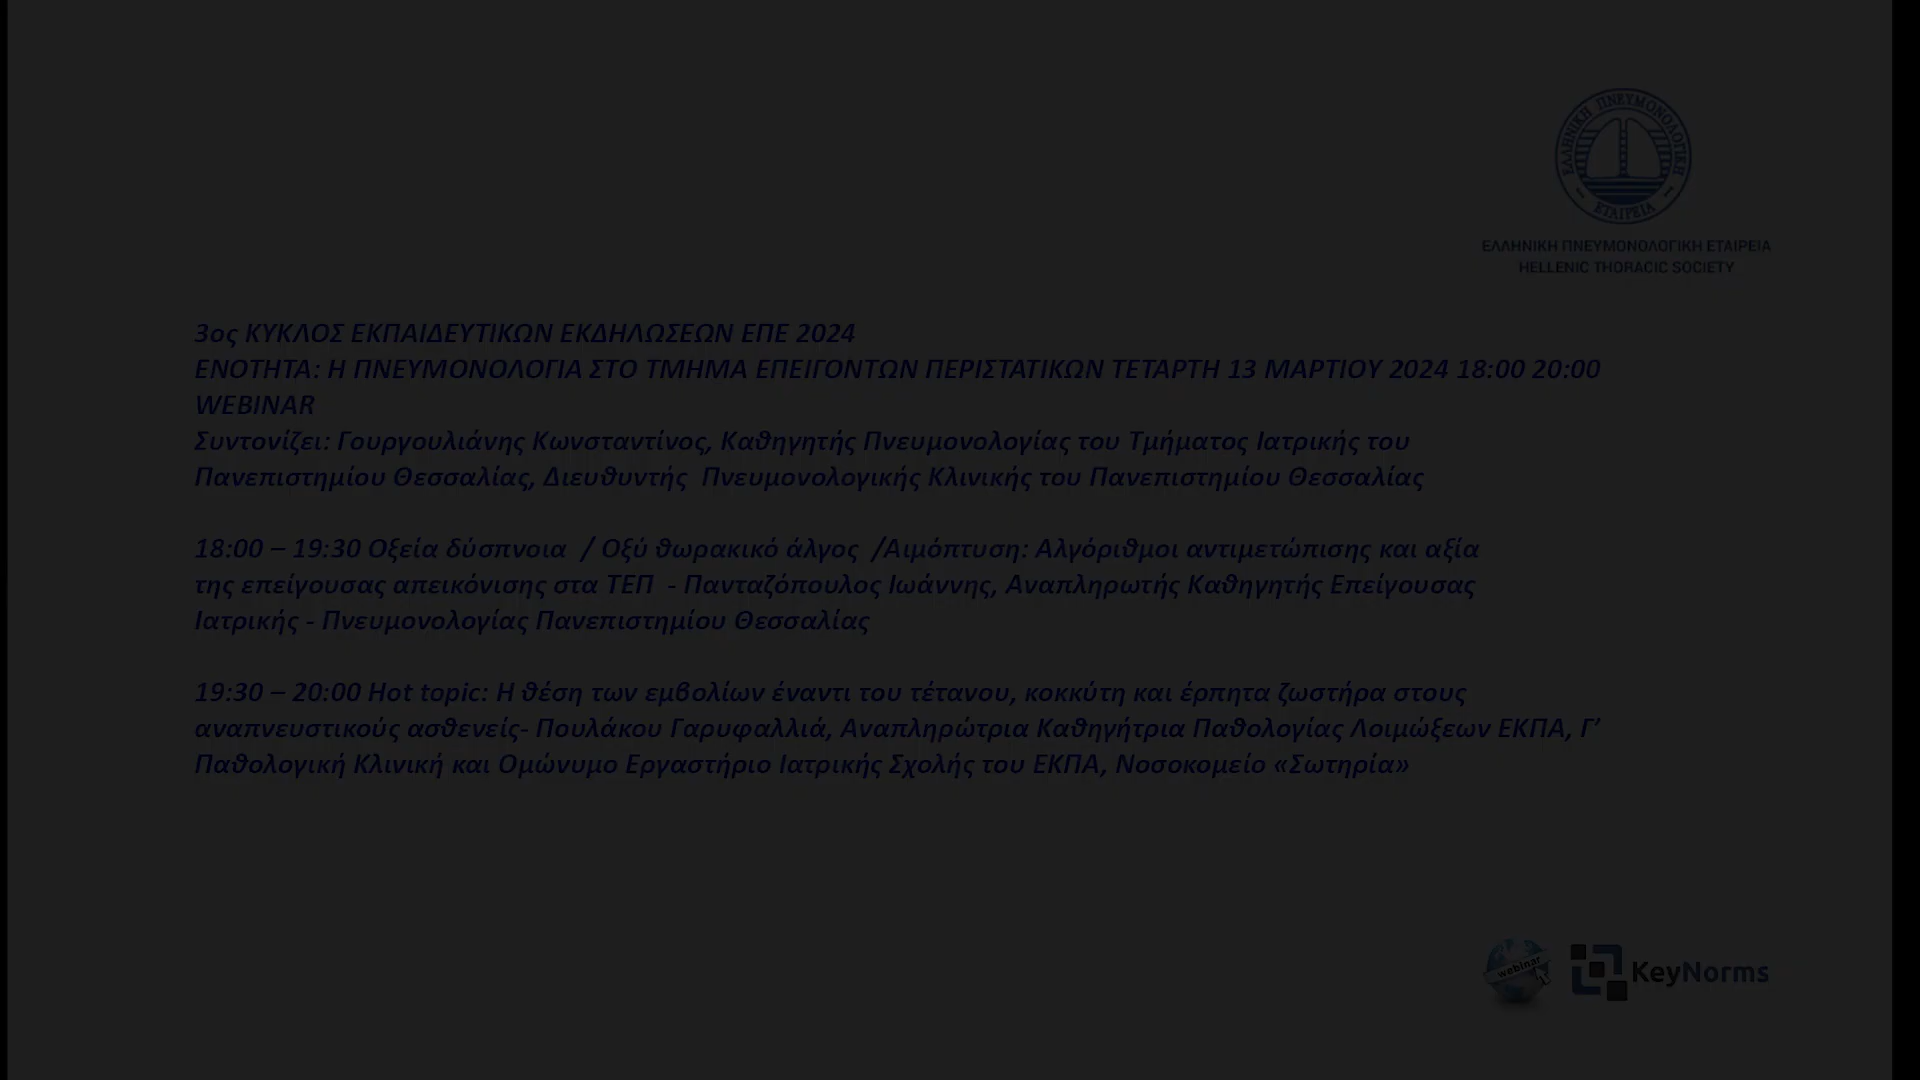 ΕΛΛΗΝΙΚΗ ΠΝΕΥΜΟΝΟΛΟΓΙΚΗ
ΕΤΑΙΡΕΙΑ
ΕΛΛΗΝΙΚΗ ΠΝΕΥΜΟΝΟΛΟΓΙΚΗ ΕΤΑΙΡΕΙΑ
HELLENIC THORACIC SOCIETY
3ος ΚΥΚΛΟΣ ΕΚΠΑΙΔΕΥΤΙΚΩΝ ΕΚΔΗΛΩΣΕΩΝ ΕΠΕ 2024
ΕΝΟΤΗΤΑ: Η ΠΝΕΥΜΟΝΟΛΟΓΙΑ ΣΤΟ ΤΜΗΜΑ ΕΠΕΙΓΟΝΤΩΝ ΠΕΡΙΣΤΑΤΙΚΩΝ ΤΕΤΑΡΤΗ 13 ΜΑΡΤΙΟΥ 2024 18:00 20:00
WEBINAR
Συντονίζει: Γουργουλιάνης Κωνσταντίνος, Καθηγητής Πνευμονολογίας του Τμήματος Ιατρικής του
Πανεπιστημίου Θεσσαλίας, Διευθυντής  Πνευμονολογικής Κλινικής του Πανεπιστημίου Θεσσαλίας
18:00 – 19:30 Οξεία δύσπνοια  / Οξύ θωρακικό άλγος  /Αιμόπτυση: Αλγόριθμοι αντιμετώπισης και αξία
της επείγουσας απεικόνισης στα ΤΕΠ  - Πανταζόπουλος Ιωάννης, Αναπληρωτής Καθηγητής Επείγουσας
Ιατρικής - Πνευμονολογίας Πανεπιστημίου Θεσσαλίας
19:30 – 20:00 Hot topic: Η θέση των εμβολίων έναντι του τέτανου, κοκκύτη και έρπητα ζωστήρα στους
αναπνευστικούς ασθενείς- Πουλάκου Γαρυφαλλιά, Αναπληρώτρια Καθηγήτρια Παθολογίας Λοιμώξεων ΕΚΠΑ, Γ’
Παθολογική Κλινική και Ομώνυμο Εργαστήριο Ιατρικής Σχολής του ΕΚΠΑ, Νοσοκομείο «Σωτηρία»
webinar
KeyNorms